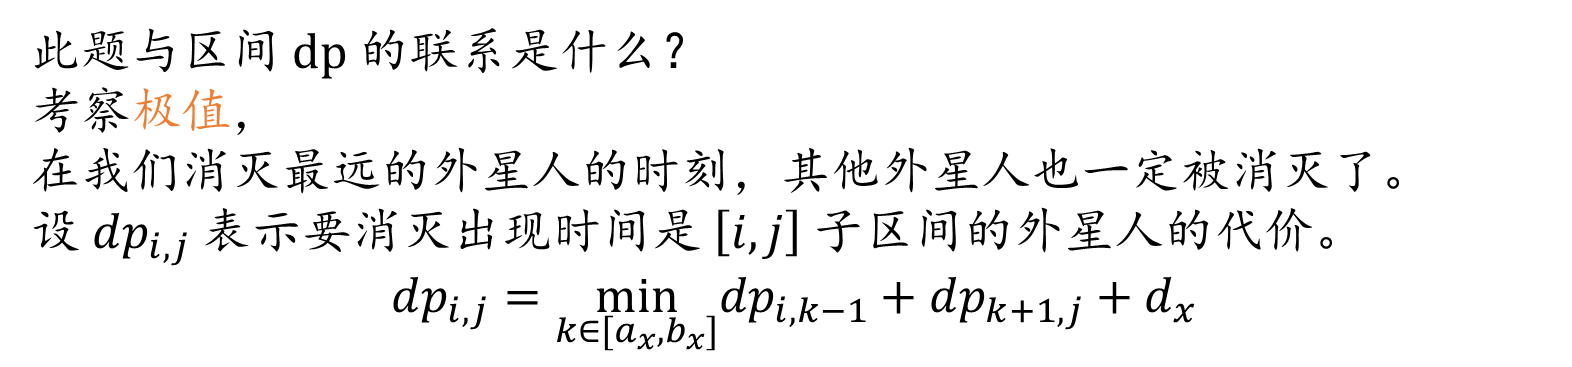 此题与区间 dp 的联系是什么？
考察极值，
在我们消灭最远的外星人的时刻，其他外星人也一定被消灭了。
设 dp_{i,j} 表示要消灭出现时间是 [i,j] 子区间的外星人的代价。
dp_{i,j} = min_{k∈[a_x,b_x]} dp_{i,k−1} + dp_{k+1,j} + d_x